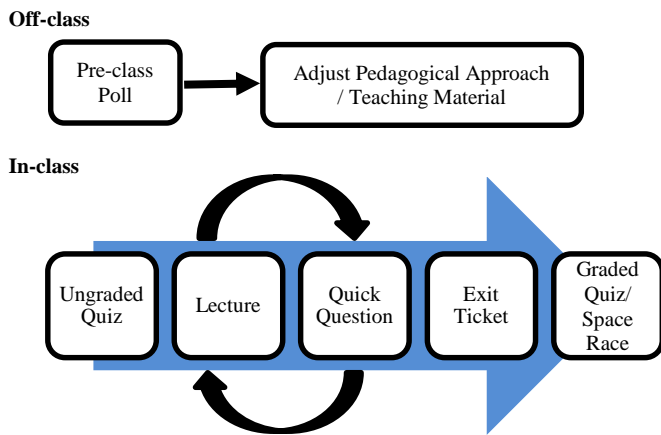 Off-class
Pre-class
Poll
Adjust Pedagogical Approach
/ Teaching Material
In-class
Ungraded
Quiz
Lecture
Quick
Question
Exit
Ticket
Graded
Quiz/
Space
Race